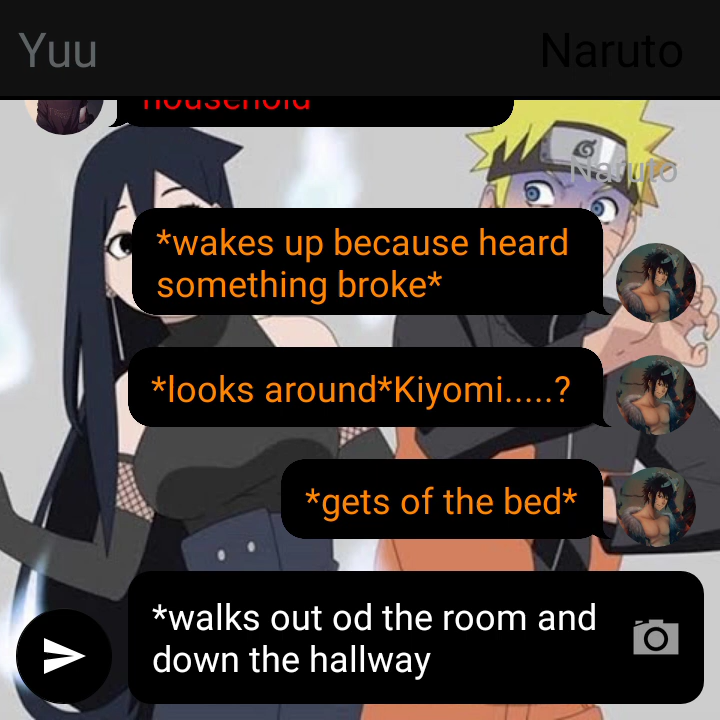 Yuu Naruto
household
Naruto
*wakes up because heard
something broke*
*looks around*Kiyomi.....?
*gets of the bed*
*walks out od the room and
down the hallway